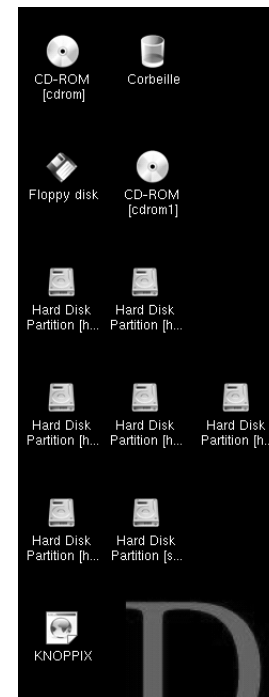 CD-ROM
[cdrom]
Corbeille
Floppy disk
CD-ROM
[cdrom1]
Hard Disk
Partition [h...
Hard Disk
Partition [h...
Hard Disk
Partition [h...
Hard Disk
Partition [h...
Hard Disk
Partition [h..
Hard Disk
Partition [h...
Hard Disk
Partition [s...
KNOPPIX
D